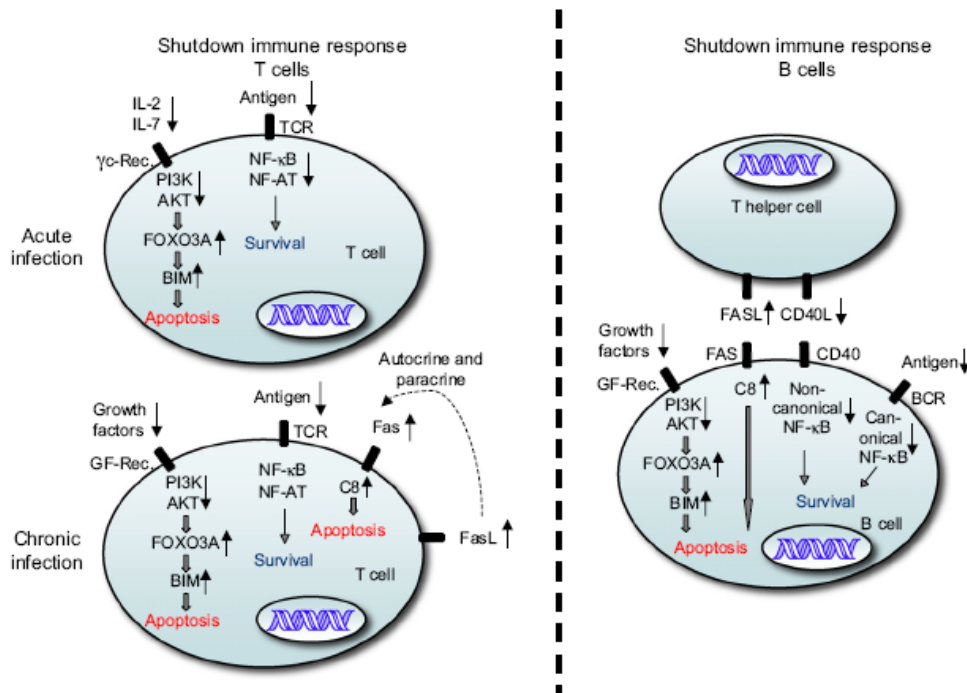 Shutdown immune response
T cells
IL-2
IL-7
Antigen
TCR
γc-Rec.
PI3K
AKT
FOXO3A
BIM
Apoptosis
NF-κB
NF-AT
Survival
T cell
Acute
infection
Autocrine and
paracrine
Growth
factors
GF-Rec.
Antigen
TCR
Fas
PI3K
AKT
FOXO3A
BIM
Apoptosis
NF-κB
NF-AT
Survival
C8
Apoptosis
FasL
T cell
Chronic
infection
Shutdown immune response
B cells
T helper cell
FASL
CD40L
Growth
factors
GF-Rec.
FAS
CD40
Antigen
BCR
PI3K
AKT
FOXO3A
BIM
Apoptosis
C8
Non-
canonical
NF-κB
Can-
onical
NF-κB
Survival
B cell